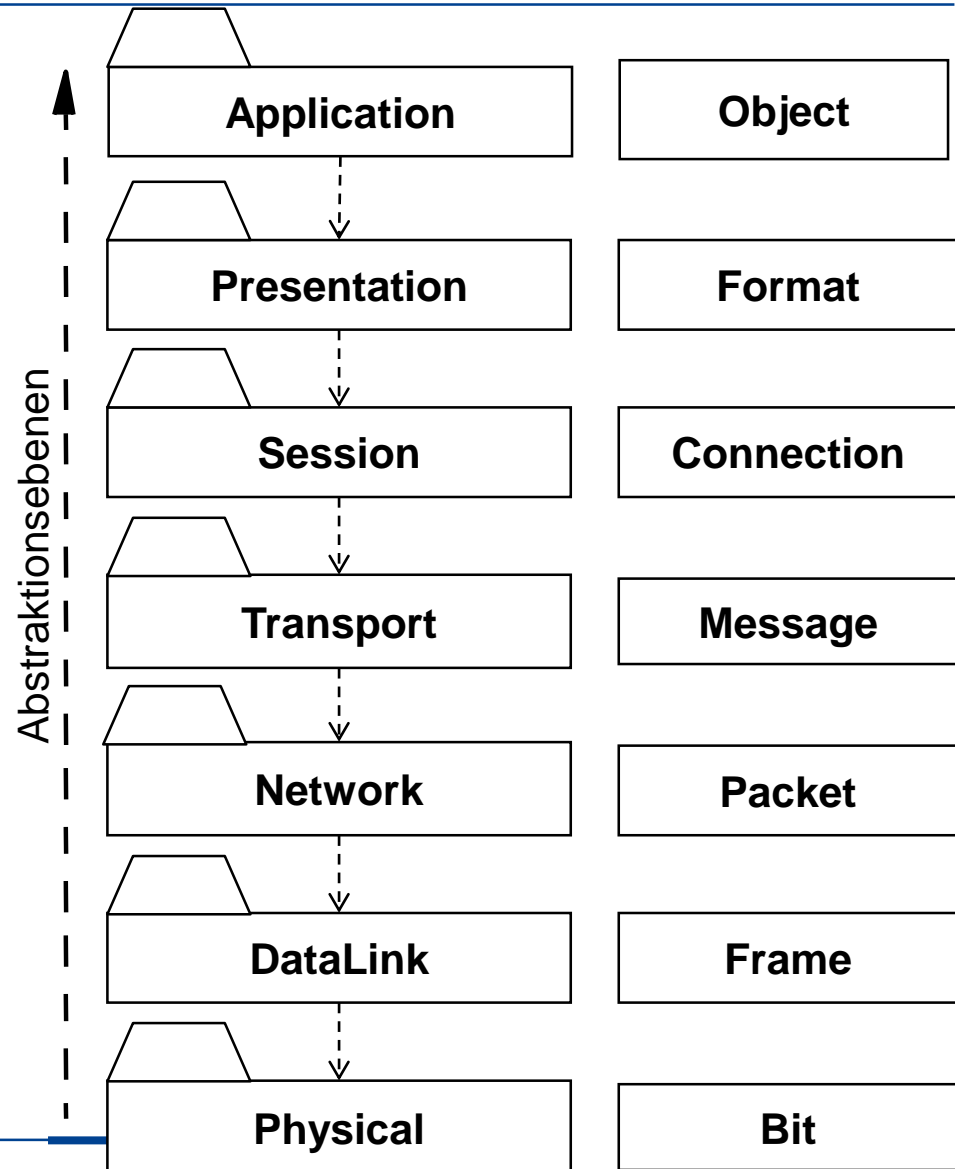 Abstraktionsebenen
Application
Object
Presentation
Format
Session
Connection
Transport
Message
Network
Packet
DataLink
Frame
Physical
Bit